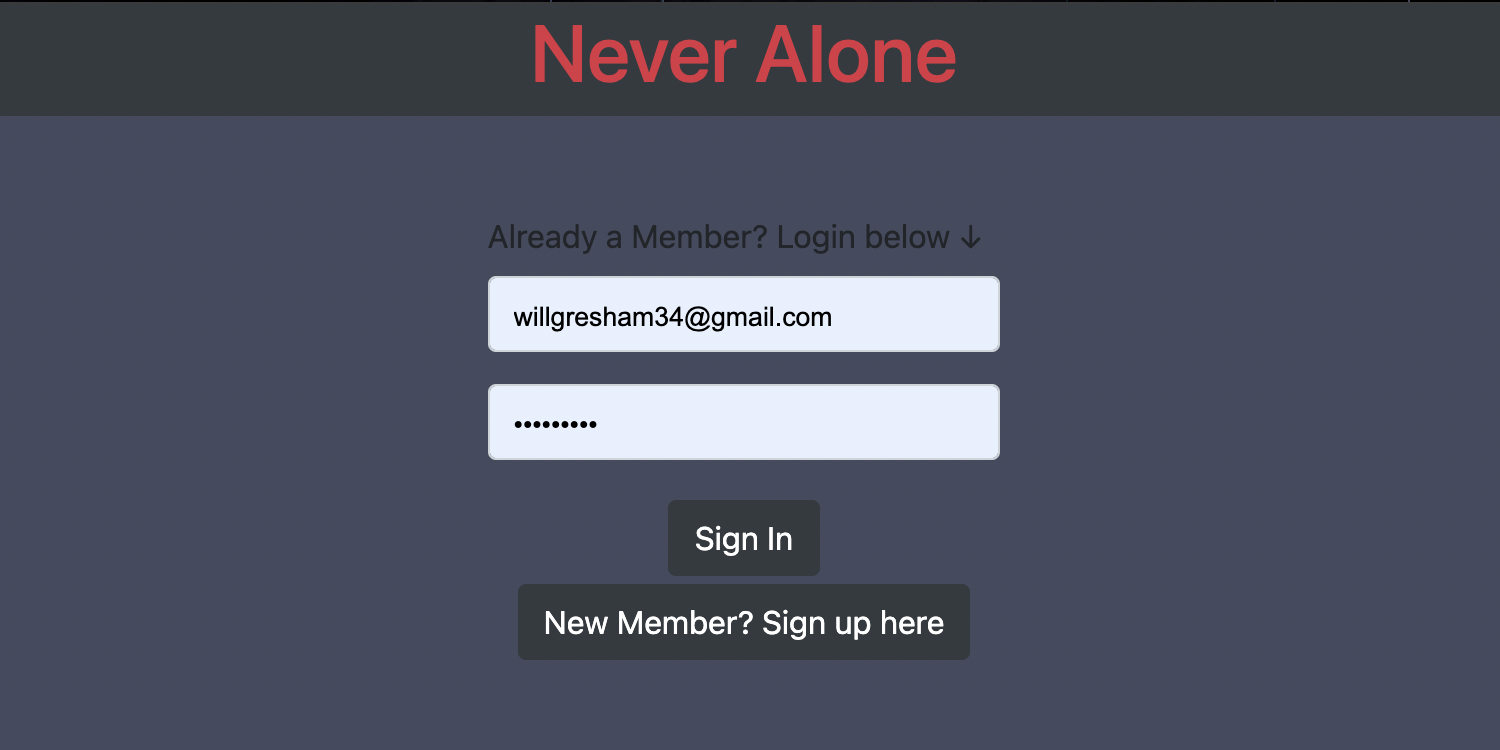 Never Alone
Already a Member? Login below ↓
willgresham34@gmail.com
•••••••••
Sign In
New Member? Sign up here